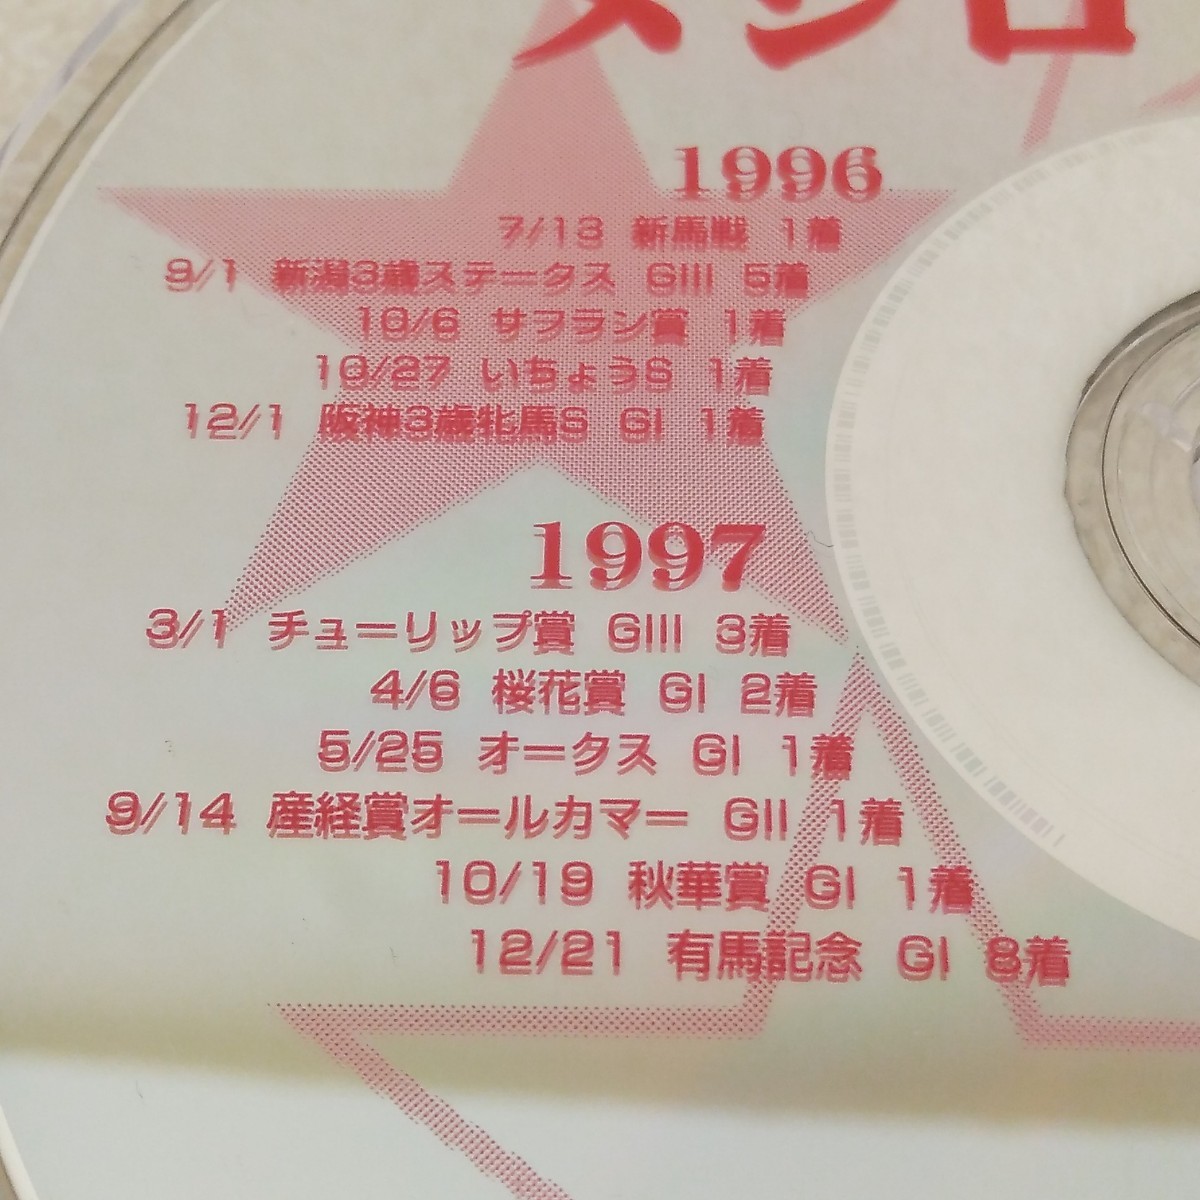 メジロ
1996
7/13 新馬戦 1着
9/1 新潟3歳ステータス GIII 5着
10/6 サフラン賞 1着
10/27 いちょうS 1着
12/1 阪神3歳牝馬S GI 1着
1997
3/1 チューリップ賞 GIII 3着
4/6 桜花賞 GI 2着
5/25 オータス GI 1着
9/14 産経賞オールカマー GII 1着
10/19 秋華賞 GI 1着
12/21 有馬記念 GI 8着